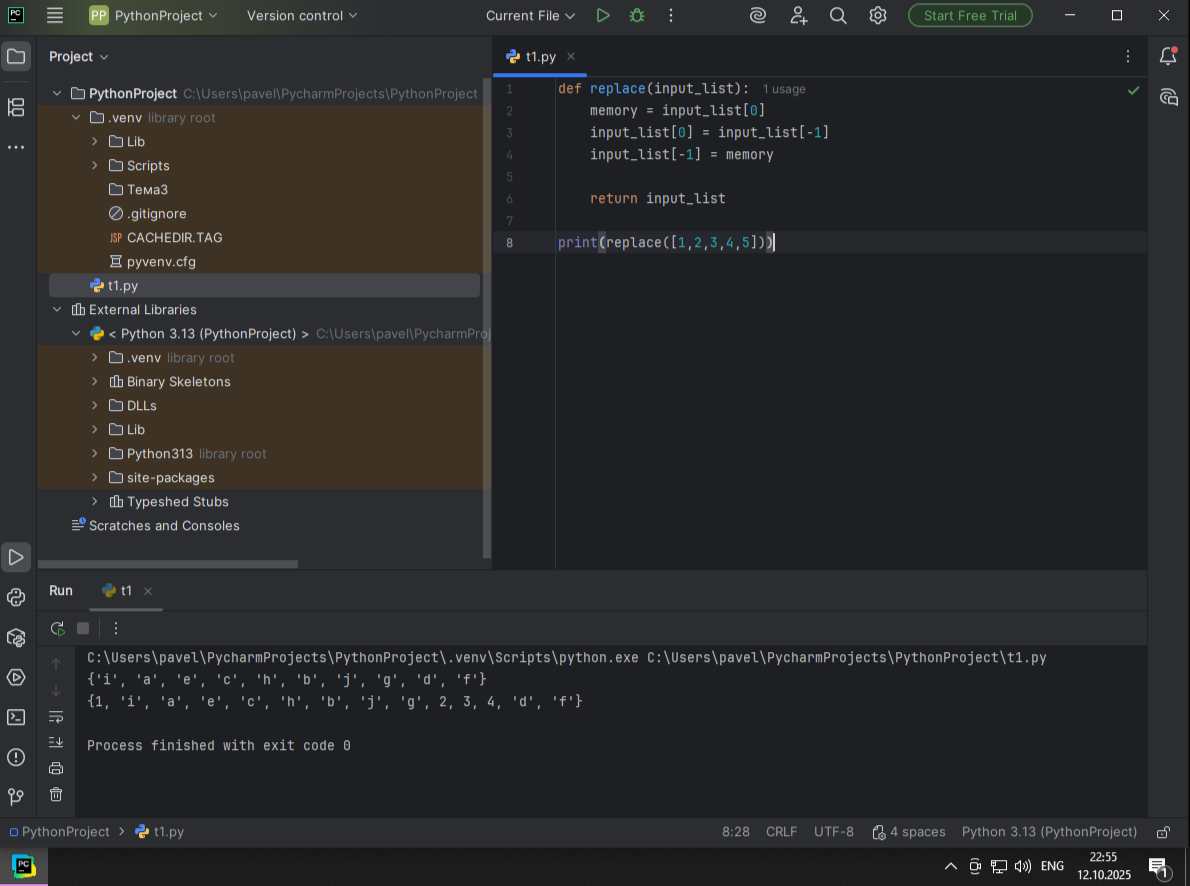 PC PP PythonProject Version control Current File Start Free Trial
Project
PythonProject C:\Users\pavel\PycharmProjects\PythonProject
.venv library root
Lib
Scripts
Тема3
.gitignore
JSP CACHEDIR.TAG
pyvenv.cfg
t1.py
External Libraries
< Python 3.13 (PythonProject) > C:\Users\pavel\PycharmProj
.venv library root
Binary Skeletons
DLLs
Lib
Python313 library root
site-packages
Typeshed Stubs
Scratches and Consoles
t1.py
1 def replace(input_list): 1 usage
2     memory = input_list[0]
3     input_list[0] = input_list[-1]
4     input_list[-1] = memory
5
6     return input_list
7
8 print(replace([1,2,3,4,5]))
Run t1
C:\Users\pavel\PycharmProjects\PythonProject\.venv\Scripts\python.exe C:\Users\pavel\PycharmProjects\PythonProject\t1.py
{'i', 'a', 'e', 'c', 'h', 'b', 'j', 'g', 'd', 'f'}
{1, 'i', 'a', 'e', 'c', 'h', 'b', 'j', 'g', 2, 3, 4, 'd', 'f'}
Process finished with exit code 0
PythonProject > t1.py 8:28 CRLF UTF-8 4 spaces Python 3.13 (PythonProject)
PC ENG 22:55 1
12.10.2025